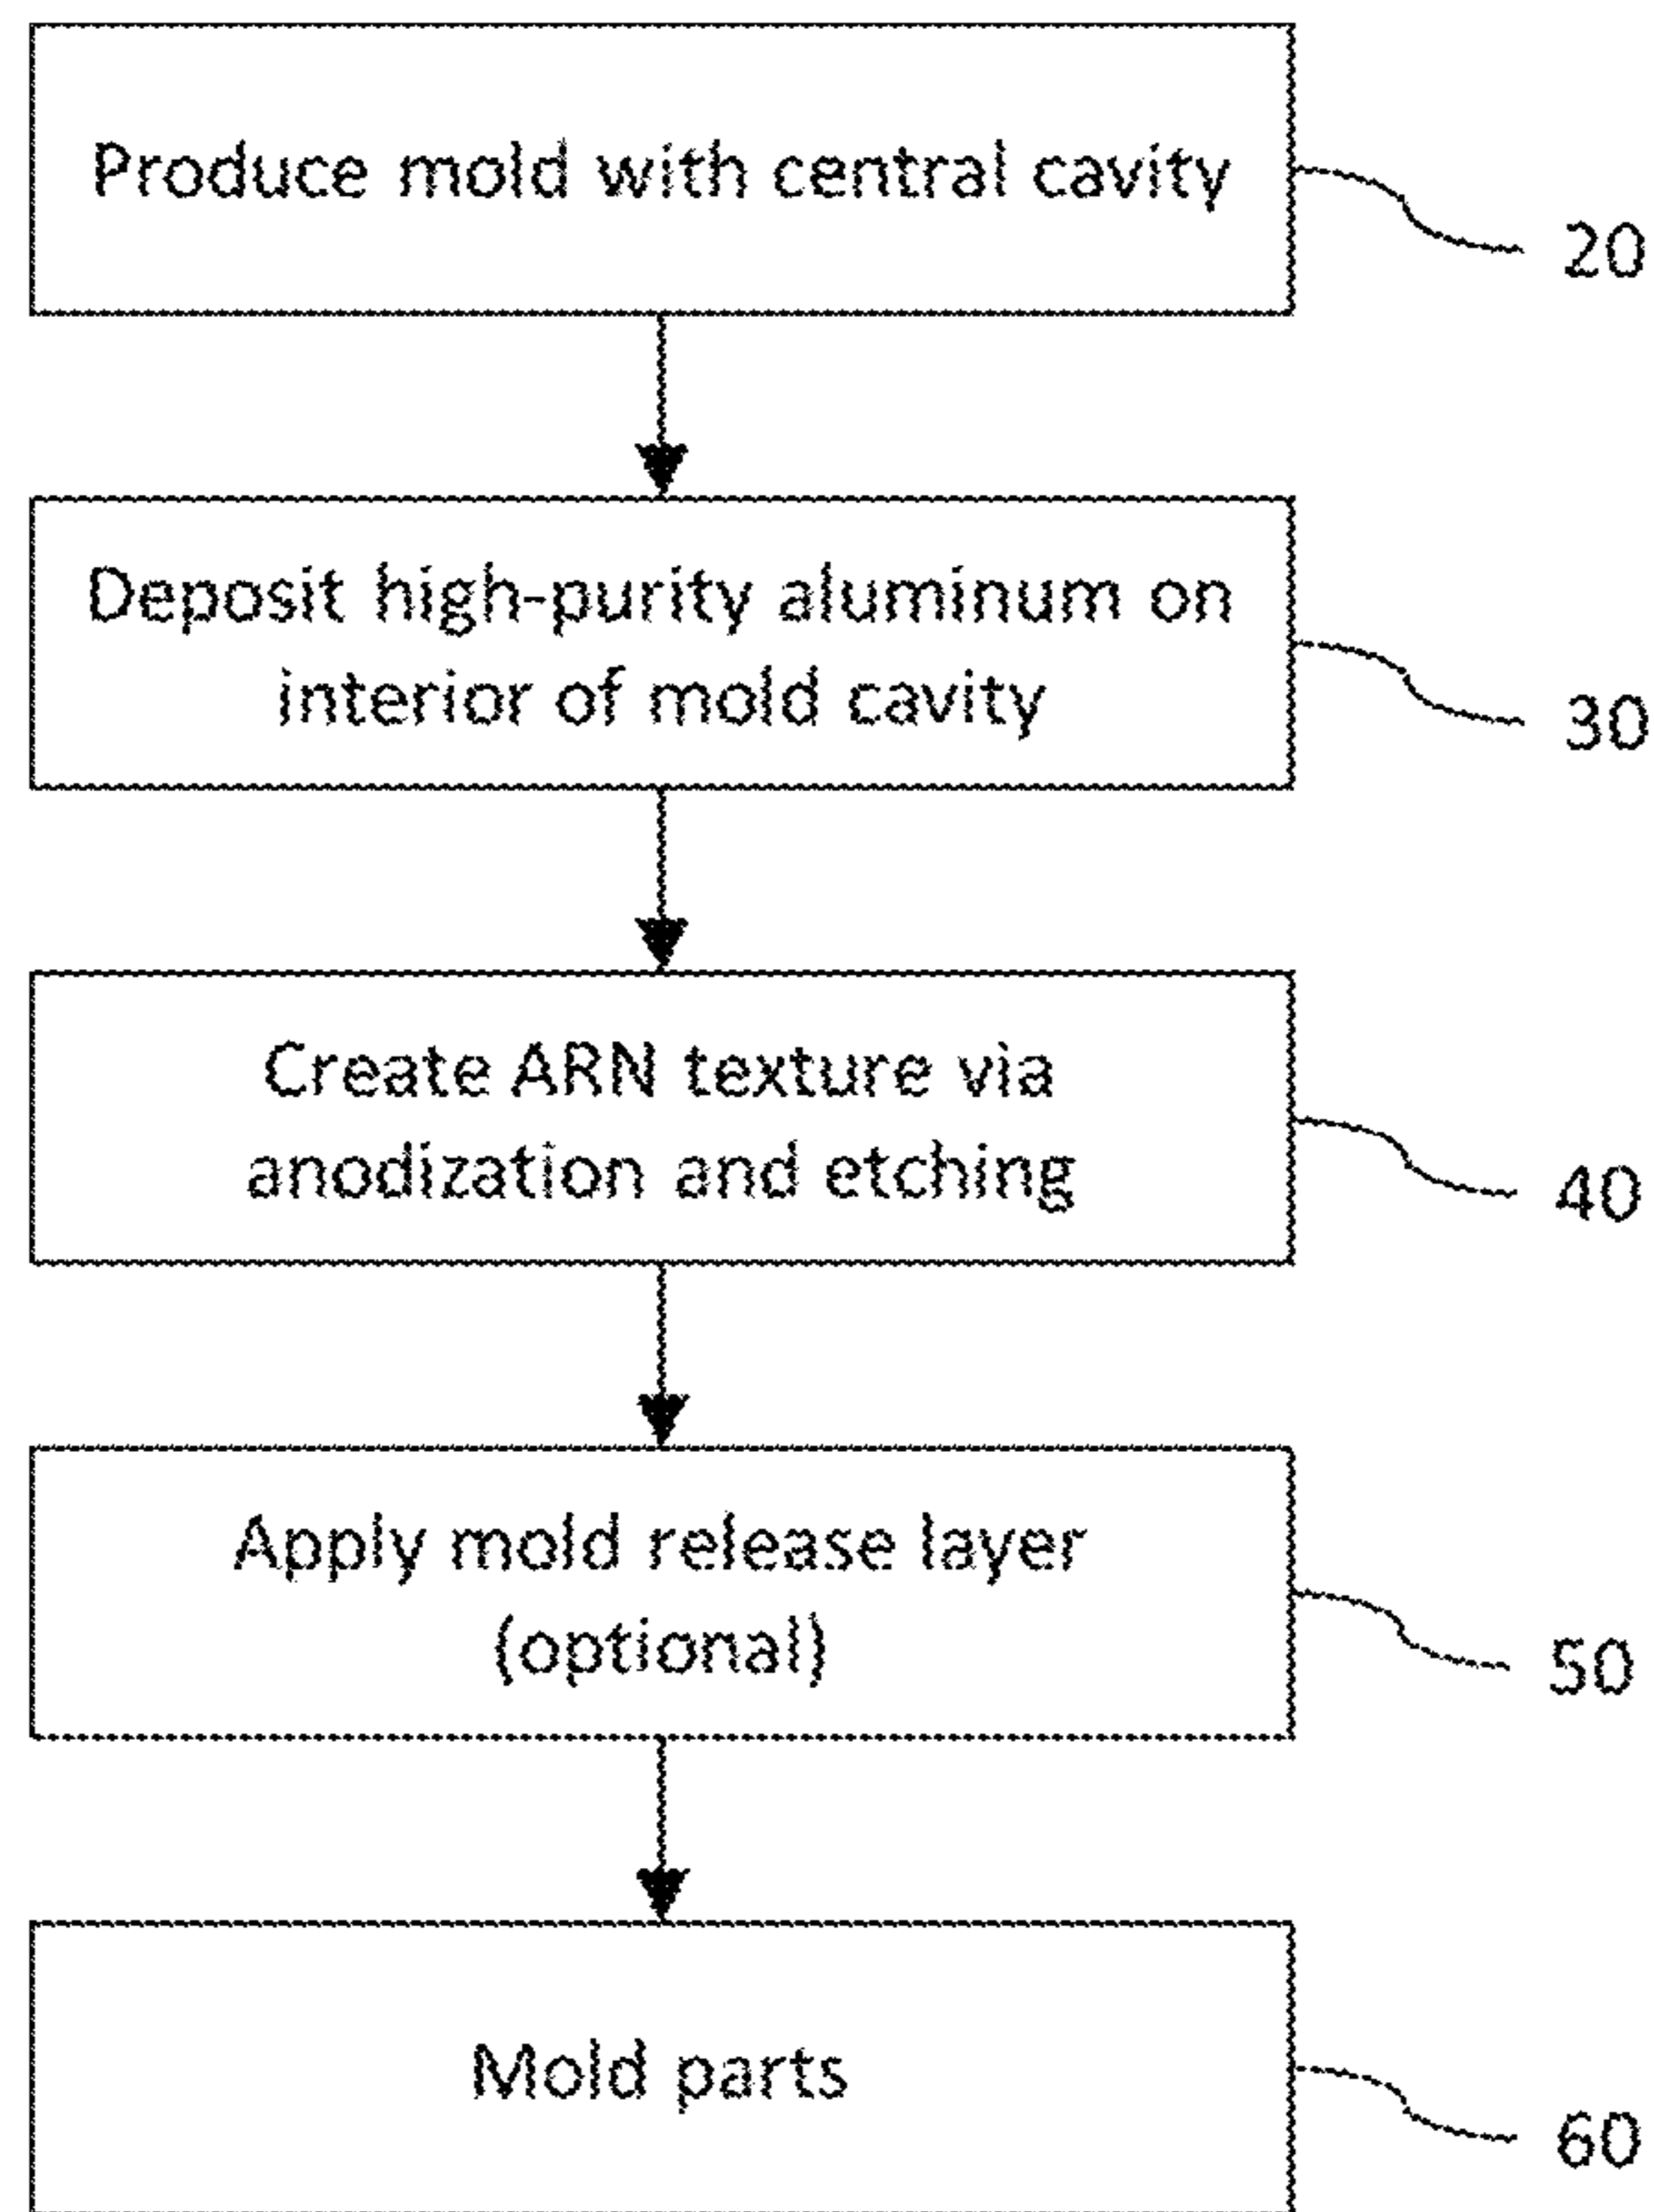 Produce mold with central cavity
20
Deposit high-purity aluminum on
interior of mold cavity
30
Create ARN texture via
anodization and etching
40
Apply mold release layer
(optional)
50
Mold parts
60